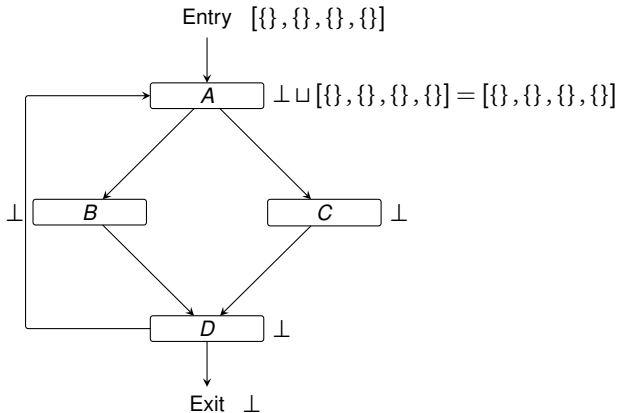 Entry [{} , {} , {} , {}]
A ⊥ ⊔ [{} , {} , {} , {}] = [{} , {} , {} , {}]
⊥ B C ⊥
D ⊥
Exit ⊥